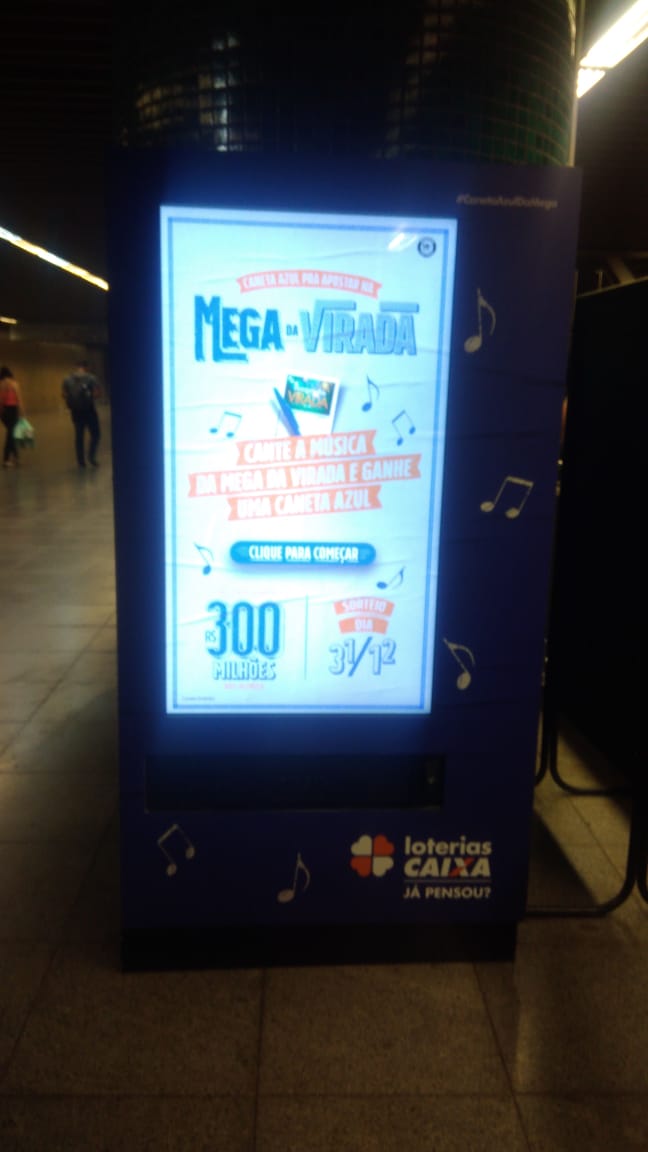 #CanetaAzulDaMega
CANETA AZUL PRA APOSTAR NA
MEGA DA VIRADA
VIRADA
CANTE A MÚSICA
DA MEGA DA VIRADA E GANHE
UMA CANETA AZUL
CLIQUE PARA COMEÇAR
R$ 300
MILHÕES
SORTEIO
DIA
31/12
loterias
CAIXA
JÁ PENSOU?